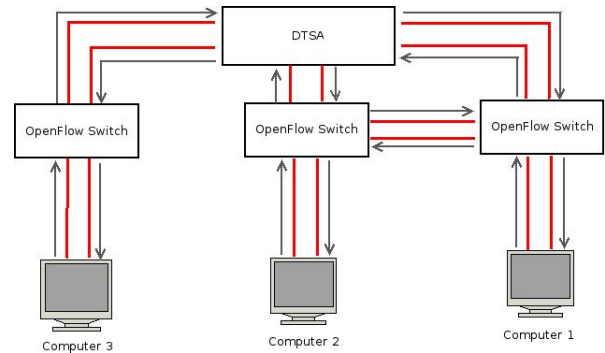 DTSA
OpenFlow Switch
OpenFlow Switch
OpenFlow Switch
Computer 3
Computer 2
Computer 1